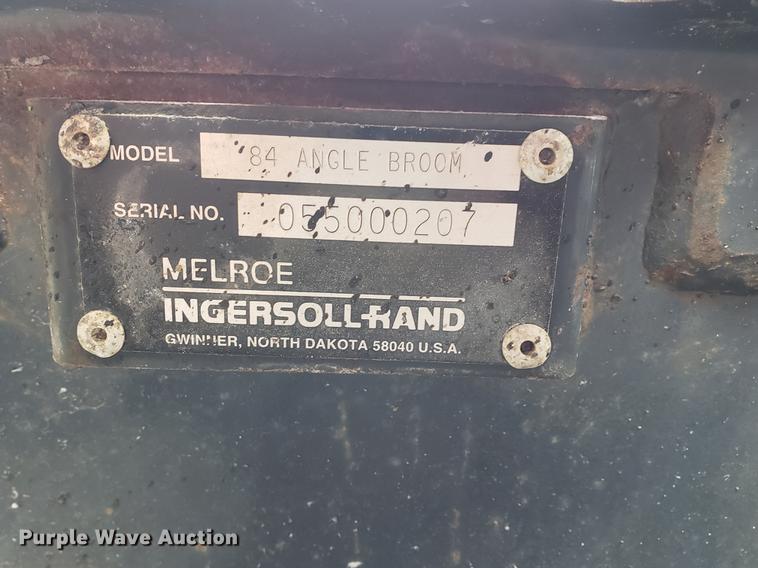 MODEL 84 ANGLE BROOM
SERIAL NO. 055000207
MELROE
INGERSOLL-RAND
GWINNER, NORTH DAKOTA 58040 U.S.A.
Purple Wave Auction